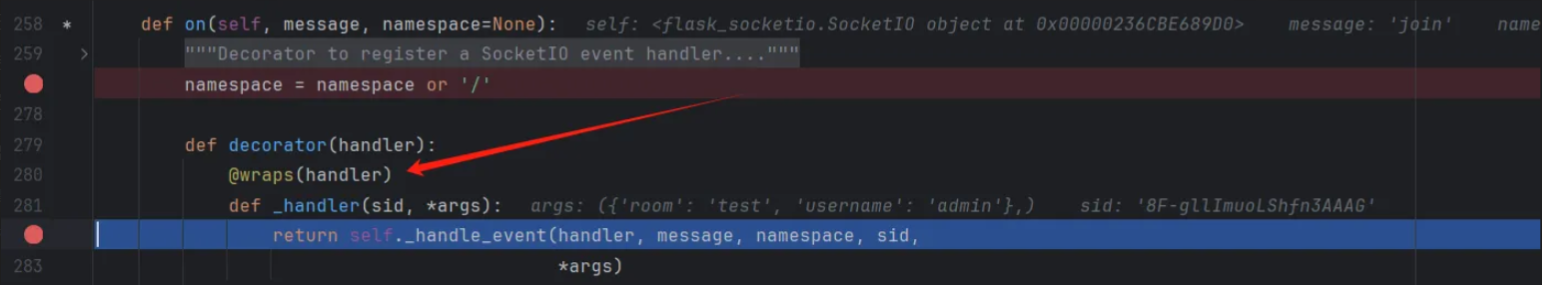 258 * def on(self, message, namespace=None): self: <flask_socketio.SocketIO object at 0x00000236CBE689D0> message: 'join' name
259 > """Decorator to register a SocketIO event handler...."""
namespace = namespace or '/'
278
279 def decorator(handler):
280 @wraps(handler)
281 def _handler(sid, *args): args: ({'room': 'test', 'username': 'admin'},) sid: '8F-gllImuoLShfn3AAAG'
return self._handle_event(handler, message, namespace, sid,
283 *args)